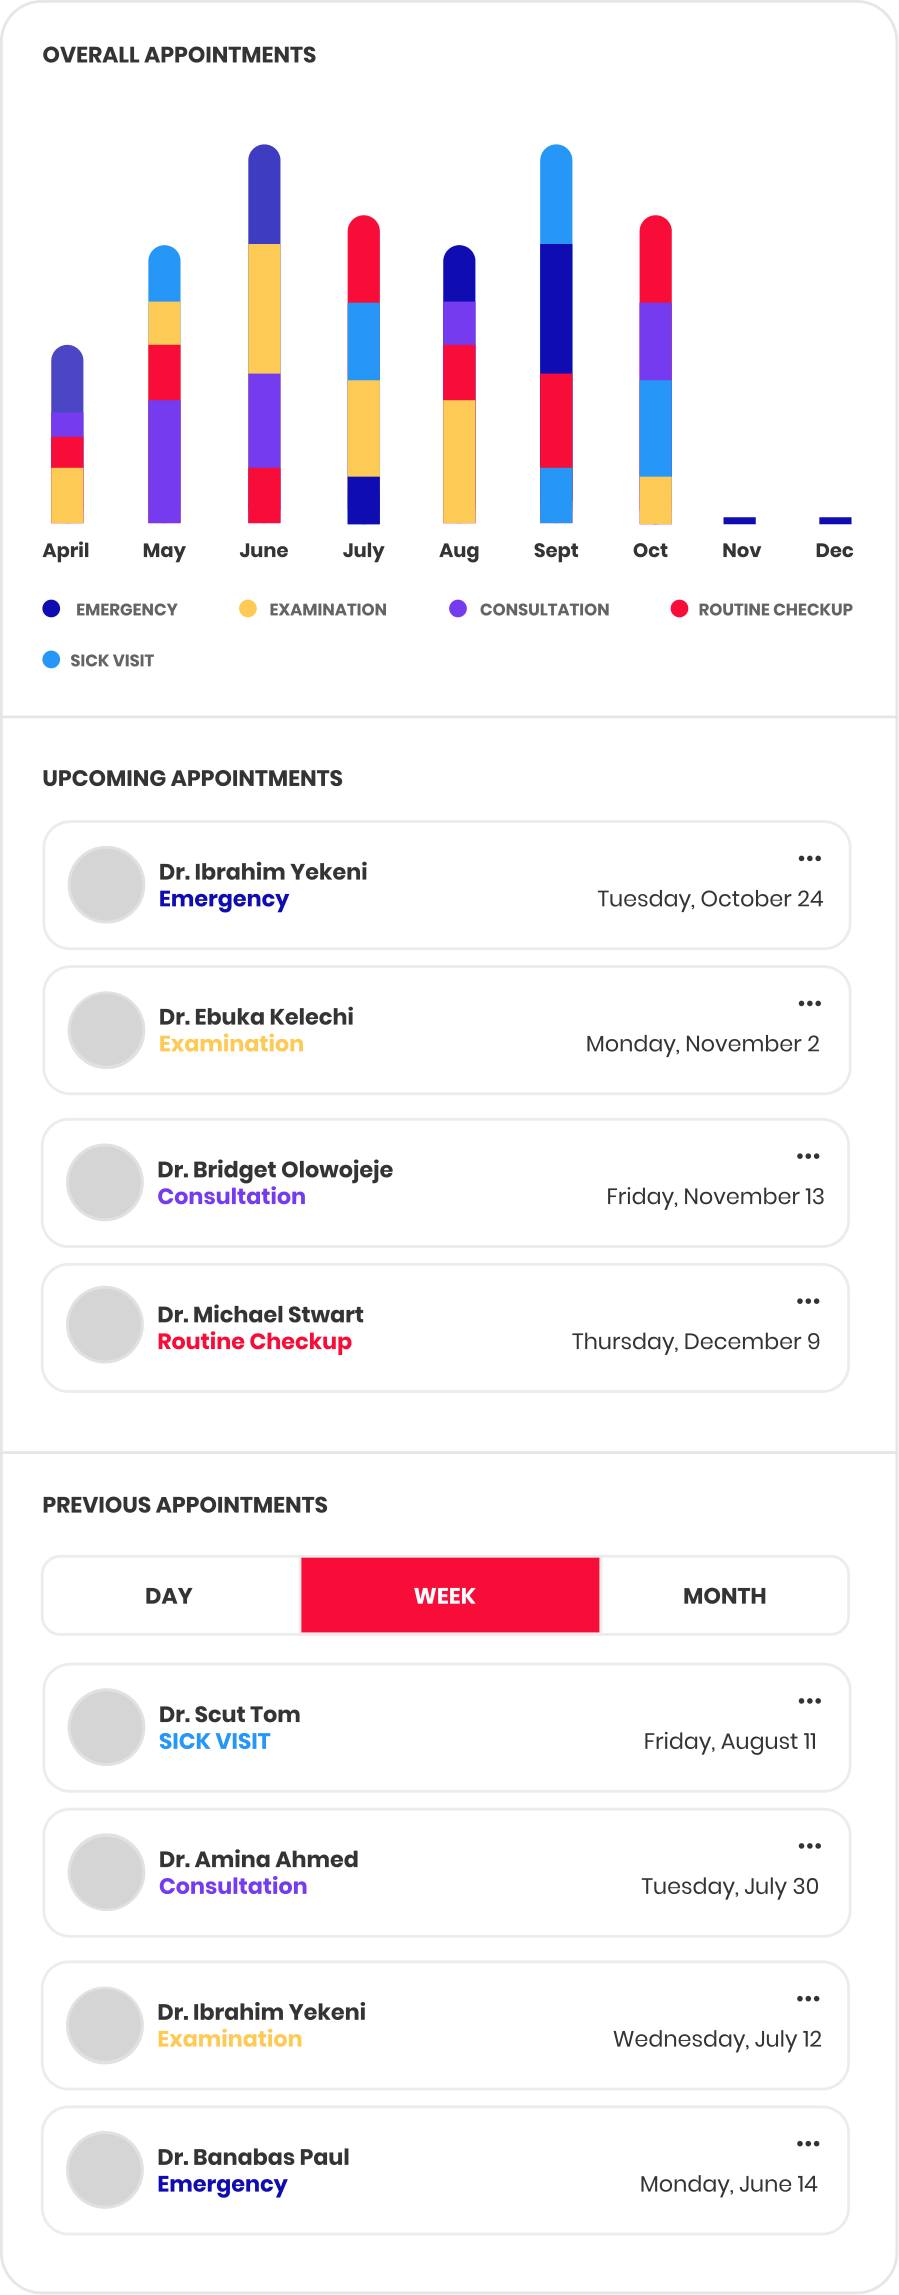 OVERALL APPOINTMENTS
April May June July Aug Sept Oct Nov Dec
EMERGENCY EXAMINATION CONSULTATION ROUTINE CHECKUP
SICK VISIT
UPCOMING APPOINTMENTS
Dr. Ibrahim Yekeni
Emergency Tuesday, October 24
Dr. Ebuka Kelechi
Examination Monday, November 2
Dr. Bridget Olowojeje
Consultation Friday, November 13
Dr. Michael Stwart
Routine Checkup Thursday, December 9
PREVIOUS APPOINTMENTS
DAY WEEK MONTH
Dr. Scut Tom
SICK VISIT Friday, August 11
Dr. Amina Ahmed
Consultation Tuesday, July 30
Dr. Ibrahim Yekeni
Examination Wednesday, July 12
Dr. Banabas Paul
Emergency Monday, June 14